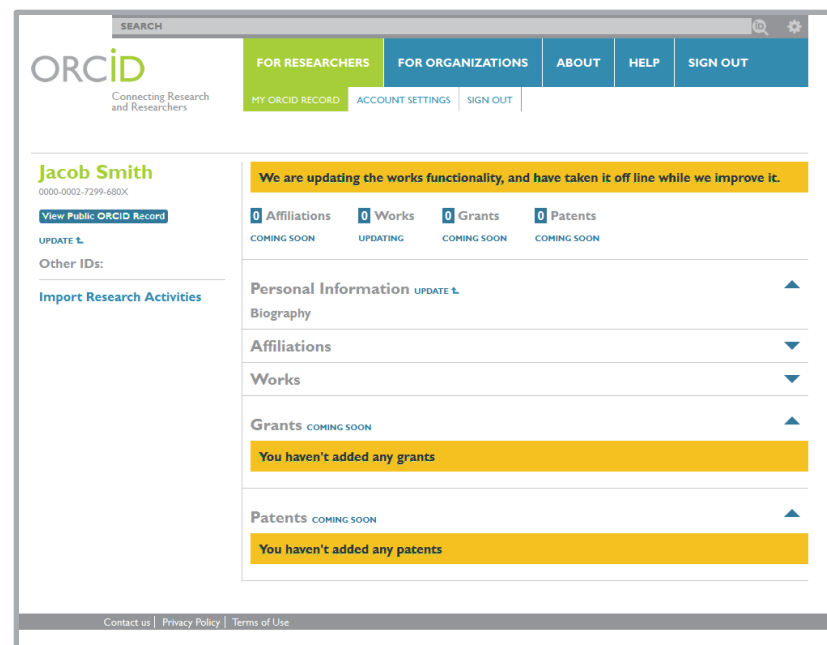 SEARCH
iD
ORCiD
Connecting Research
and Researchers
FOR RESEARCHERS FOR ORGANIZATIONS ABOUT HELP SIGN OUT
MY ORCID RECORD ACCOUNT SETTINGS SIGN OUT
Jacob Smith
0000-0002-7299-680X
View Public ORCID Record
UPDATE
Other IDs:
Import Research Activities
We are updating the works functionality, and have taken it off line while we improve it.
0 Affiliations 0 Works 0 Grants 0 Patents
COMING SOON UPDATING COMING SOON COMING SOON
Personal Information UPDATE
Biography
Affiliations
Works
Grants COMING SOON
You haven't added any grants
Patents COMING SOON
You haven't added any patents
Contact us | Privacy Policy | Terms of Use